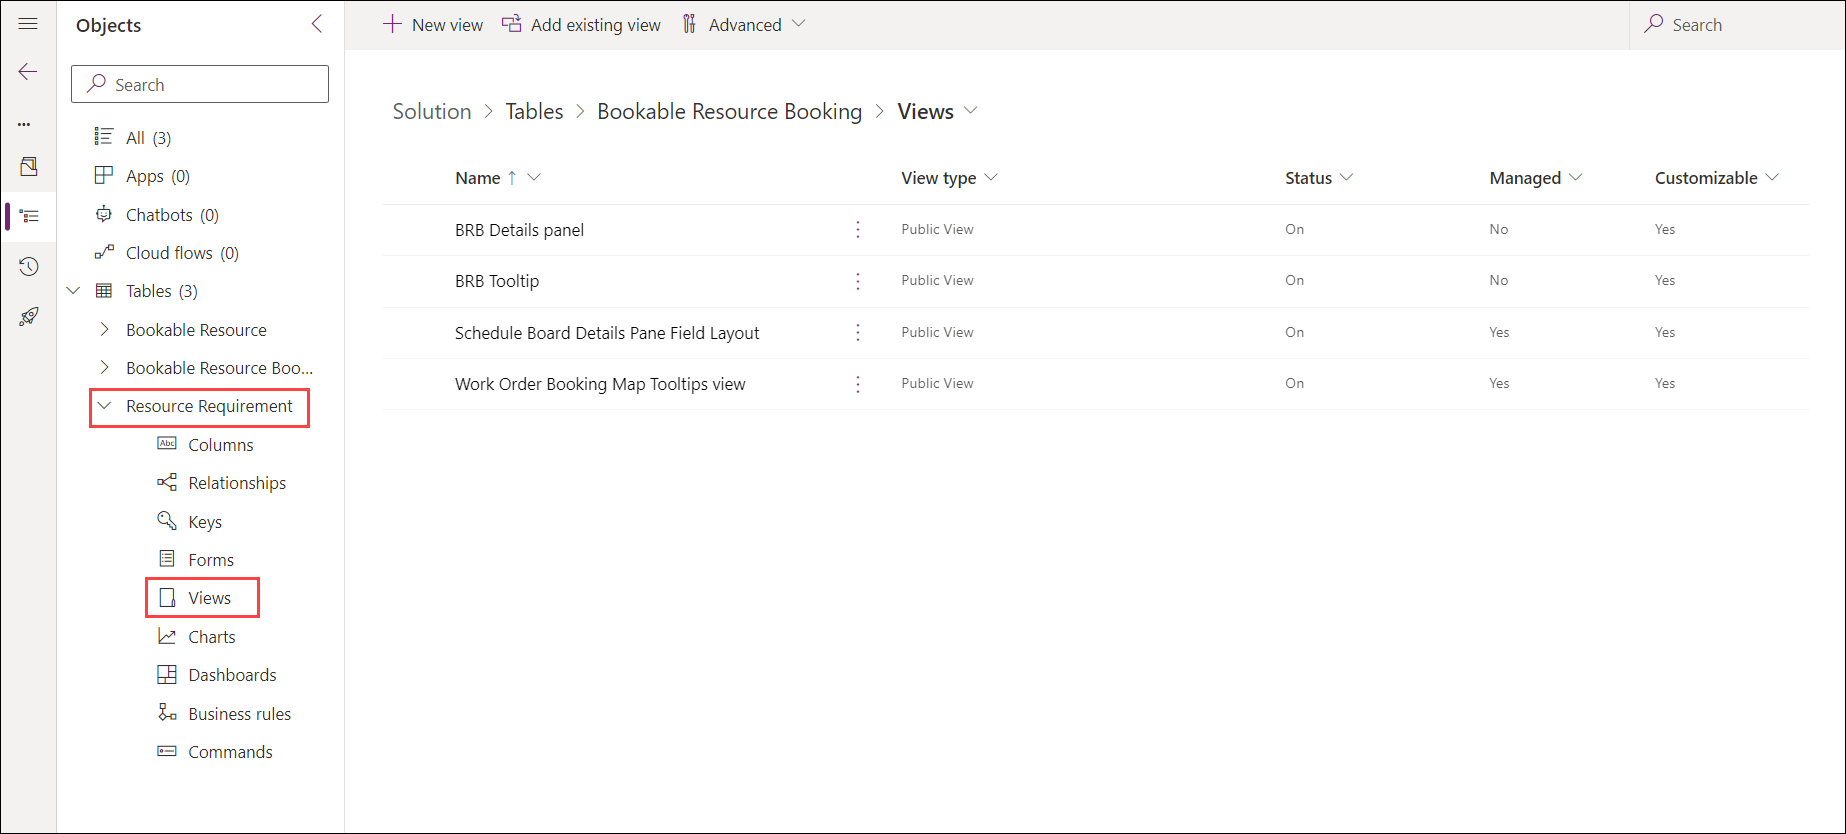 Objects
Search
All (3)
Apps (0)
Chatbots (0)
Cloud flows (0)
Tables (3)
Bookable Resource
Bookable Resource Boo...
Resource Requirement
Abc Columns
Relationships
Keys
Forms
Views
Charts
Dashboards
Business rules
Commands
New view Add existing view Advanced Search
Solution > Tables > Bookable Resource Booking > Views
Name ↑ View type Status Managed Customizable
BRB Details panel Public View On No Yes
BRB Tooltip Public View On No Yes
Schedule Board Details Pane Field Layout Public View On Yes Yes
Work Order Booking Map Tooltips view Public View On Yes Yes